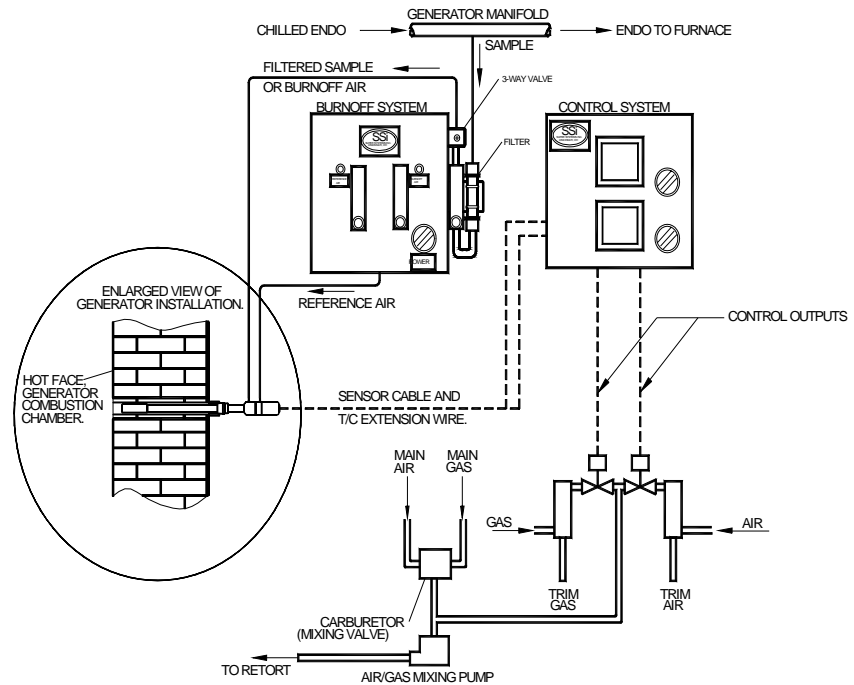 GENERATOR MANIFOLD
CHILLED ENDO
ENDO TO FURNACE
SAMPLE
FILTERED SAMPLE
OR BURNOFF AIR
3-WAY VALVE
BURNOFF SYSTEM
CONTROL SYSTEM
SSi
SSi
FILTER
POWER
ENLARGED VIEW OF
GENERATOR INSTALLATION.
REFERENCE AIR
CONTROL OUTPUTS
HOT FACE,
GENERATOR
COMBUSTION
CHAMBER.
SENSOR CABLE AND
T/C EXTENSION WIRE.
MAIN
AIR
MAIN
GAS
GAS
AIR
TRIM
GAS
TRIM
AIR
CARBURETOR
(MIXING VALVE)
TO RETORT
AIR/GAS MIXING PUMP